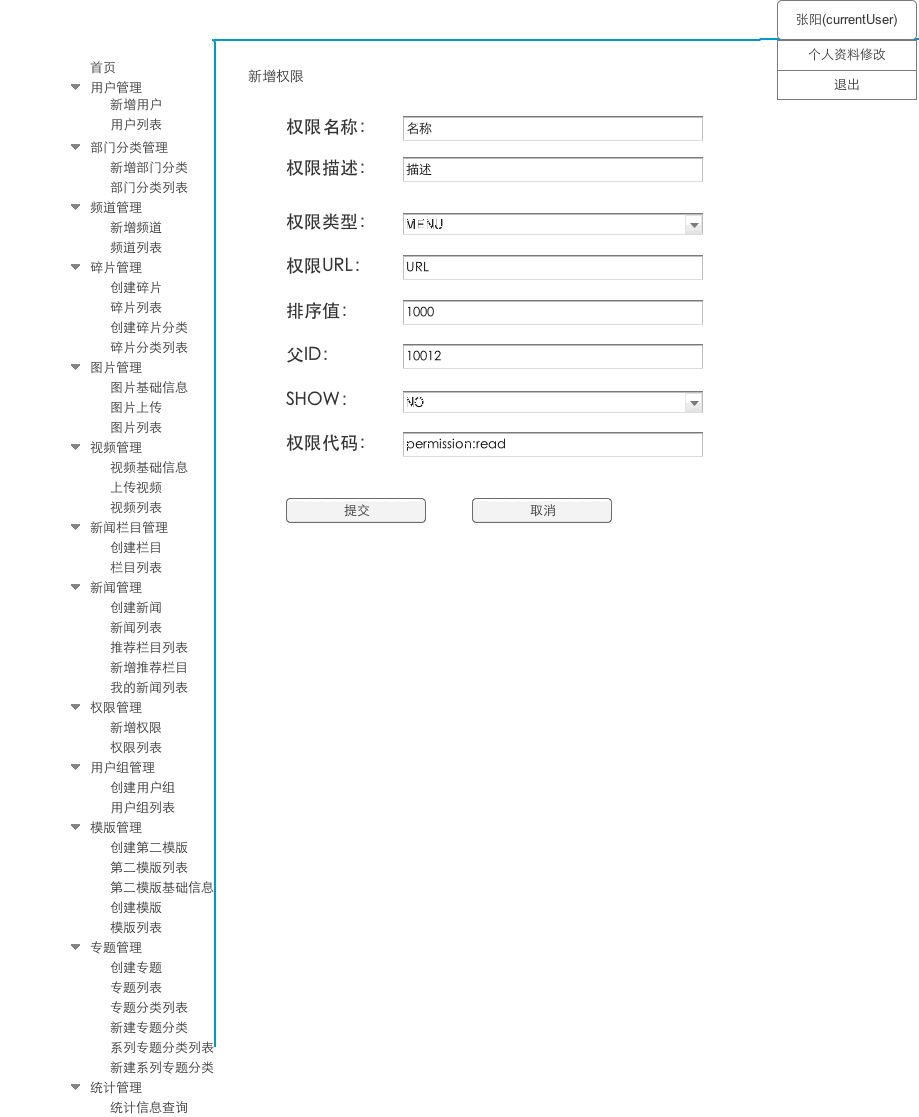 张阳(currentUser)
个人资料修改
退出
首页
用户管理
新增用户
用户列表
部门分类管理
新增部门分类
部门分类列表
频道管理
新增频道
频道列表
碎片管理
创建碎片
碎片列表
创建碎片分类
碎片分类列表
图片管理
图片基础信息
图片上传
图片列表
视频管理
视频基础信息
上传视频
视频列表
新闻栏目管理
创建栏目
栏目列表
新闻管理
创建新闻
新闻列表
推荐栏目列表
新增推荐栏目
我的新闻列表
权限管理
新增权限
权限列表
用户组管理
创建用户组
用户组列表
模版管理
创建第二模版
第二模版列表
第二模版基础信息
创建模版
模版列表
专题管理
创建专题
专题列表
专题分类列表
新建专题分类
系列专题分类列表
新建系列专题分类
统计管理
统计信息查询
新增权限
权限名称： 名称
权限描述： 描述
权限类型： MENU
权限URL： URL
排序值： 1000
父ID： 10012
SHOW： NO
权限代码： permission:read
提交 取消